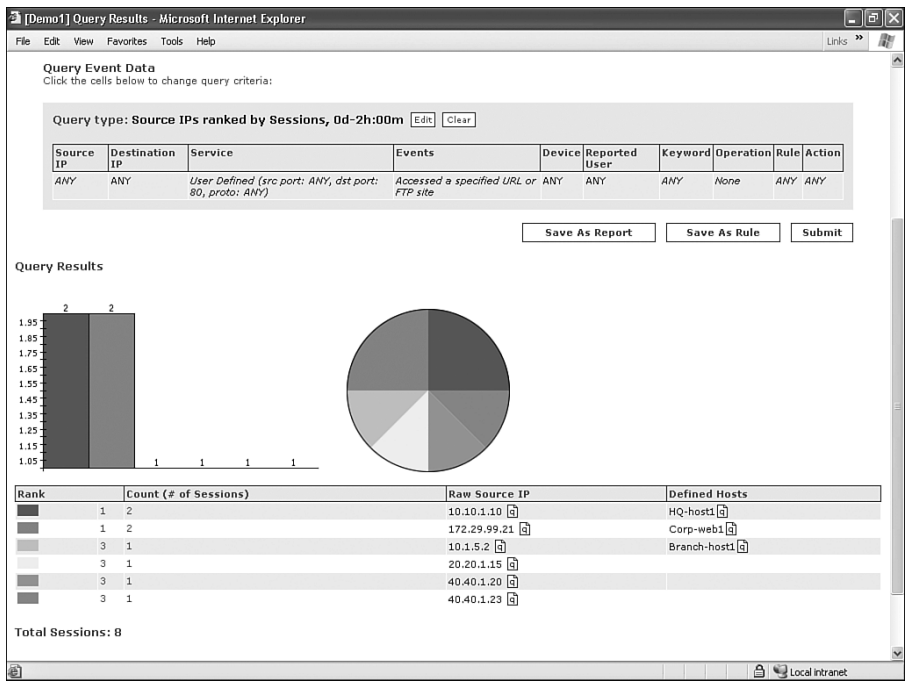 [Demo1] Query Results - Microsoft Internet Explorer
File Edit View Favorites Tools Help Links »
Query Event Data
Click the cells below to change query criteria:
Query type: Source IPs ranked by Sessions, 0d-2h:00m Edit Clear
Source IP Destination IP Service Events Device Reported User Keyword Operation Rule Action
ANY ANY User Defined (src port: ANY, dst port: 80, proto: ANY) Accessed a specified URL or FTP site ANY ANY ANY None ANY ANY
Save As Report Save As Rule Submit
Query Results
2 2
1.95
1.85
1.75
1.65
1.55
1.45
1.35
1.25
1.15
1.05
1 1 1 1
Rank Count (# of Sessions) Raw Source IP Defined Hosts
1 2 10.10.1.10 q HQ-host1 q
1 2 172.29.99.21 q Corp-web1 q
3 1 10.1.5.2 q Branch-host1 q
3 1 20.20.1.15 q
3 1 40.40.1.20 q
3 1 40.40.1.23 q
Total Sessions: 8
Local intranet